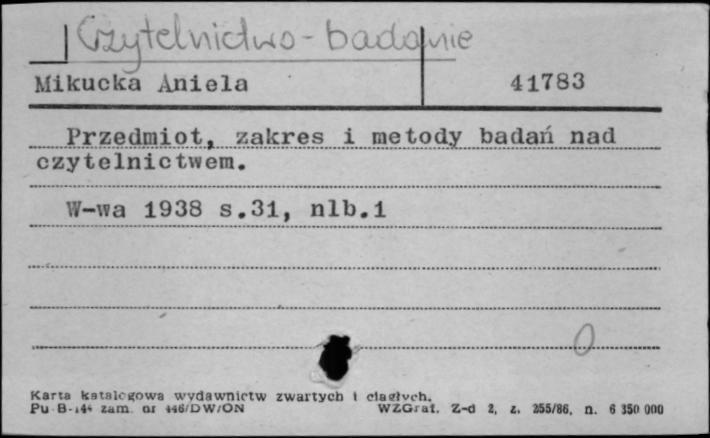 Czytelnictwo - badanie
Mikucka Aniela 41783
Przedmiot, zakres i metody badań nad
czytelnictwem.
W-wa 1938 s.31, nlb.1
0
Karta katalogowa wydawnictw zwartych i ciągłych.
Pu-B-144 zam. nr 446/DW/ON WZGraf. Z-d 2, z. 255/86, n. 6 350 000